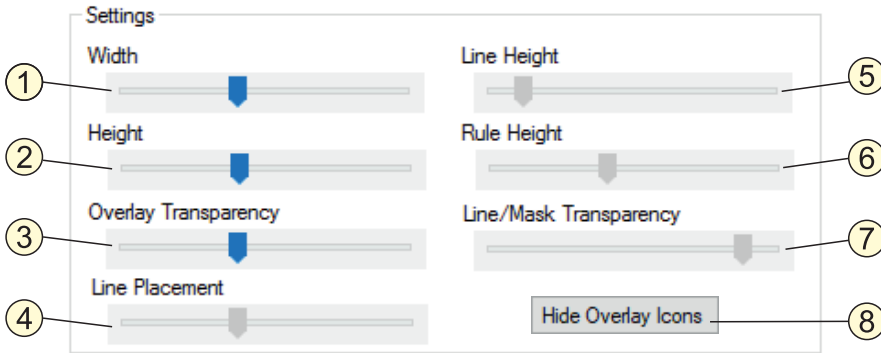 Settings
Width
1
Height
2
Overlay Transparency
3
Line Placement
4
Line Height
5
Rule Height
6
Line/Mask Transparency
7
Hide Overlay Icons
8